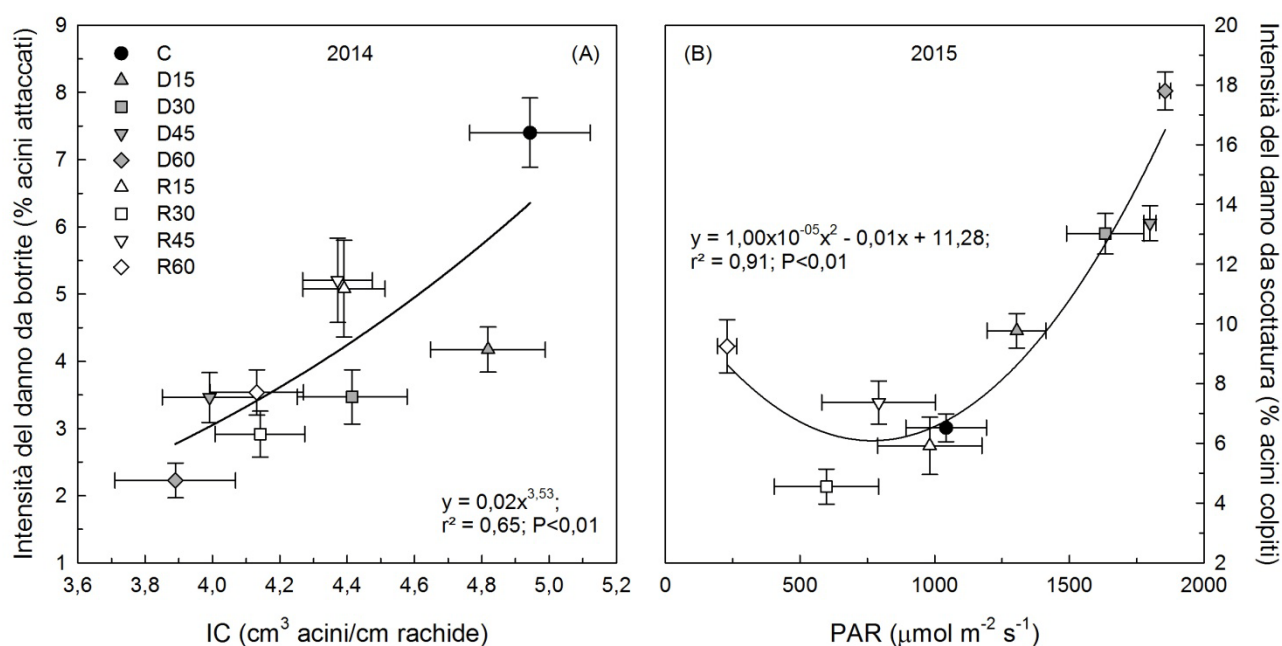 2014
(A)
C
D15
D30
D45
D60
R15
R30
R45
R60
y = 0,02x^3,53;
r² = 0,65; P<0,01
Intensità del danno da botrite (% acini attaccati)
9
8
7
6
5
4
3
2
1
3,6 4,0 4,2 4,4 4,6 4,8 5,0 5,2
IC (cm³ acini/cm rachide)
(B)
2015
y = 1,00x10⁻⁰⁵x² - 0,01x + 11,28;
r² = 0,91; P<0,01
20
18
16
14
12
10
8
6
4
2
0 500 1000 1500 2000
PAR (μmol m⁻² s⁻¹)
Intensità del danno da scottatura (% acini colpiti)